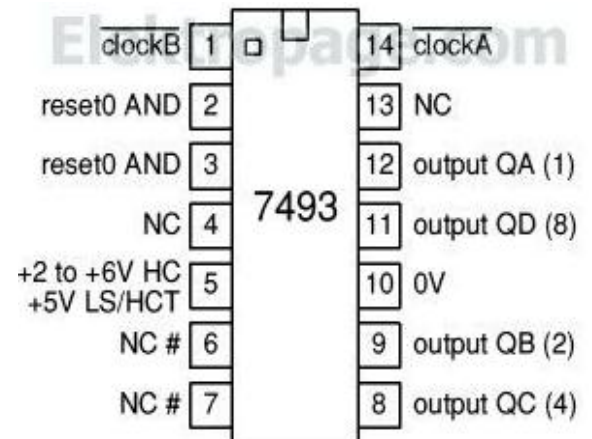 Elektropage.com
clockB 1 14 clockA
reset0 AND 2 13 NC
reset0 AND 3 12 output QA (1)
7493
NC 4 11 output QD (8)
+2 to +6V HC
+5V LS/HCT 5 10 0V
NC # 6 9 output QB (2)
NC # 7 8 output QC (4)